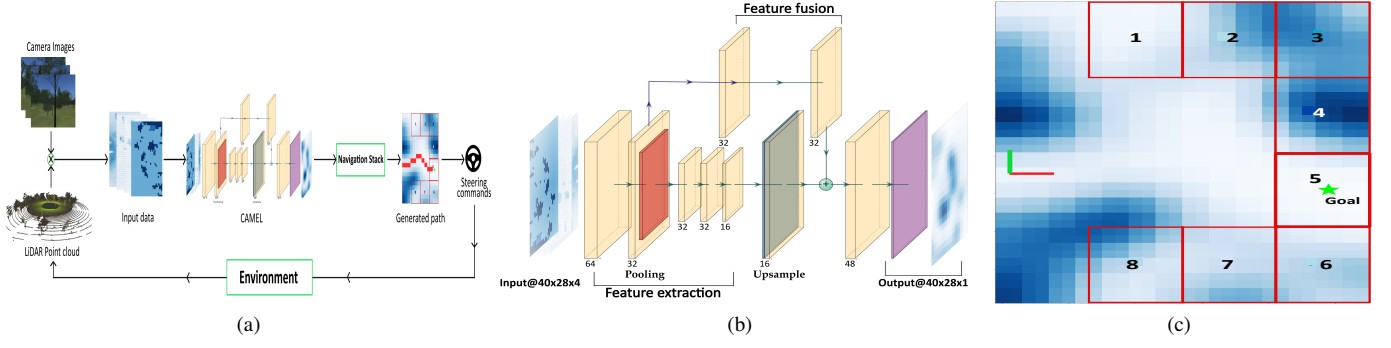 Camera Images
LiDAR Point cloud
Input data
CAMEL
Navigation Stack
Generated path
Steering
commands
Environment
(a)
Feature fusion
32
32
32
32
16
64
32
16
48
Pooling
Upsample
Input@40x28x4
Feature extraction
Output@40x28x1
(b)
1
2
3
4
5
Goal
8
7
6
(c)